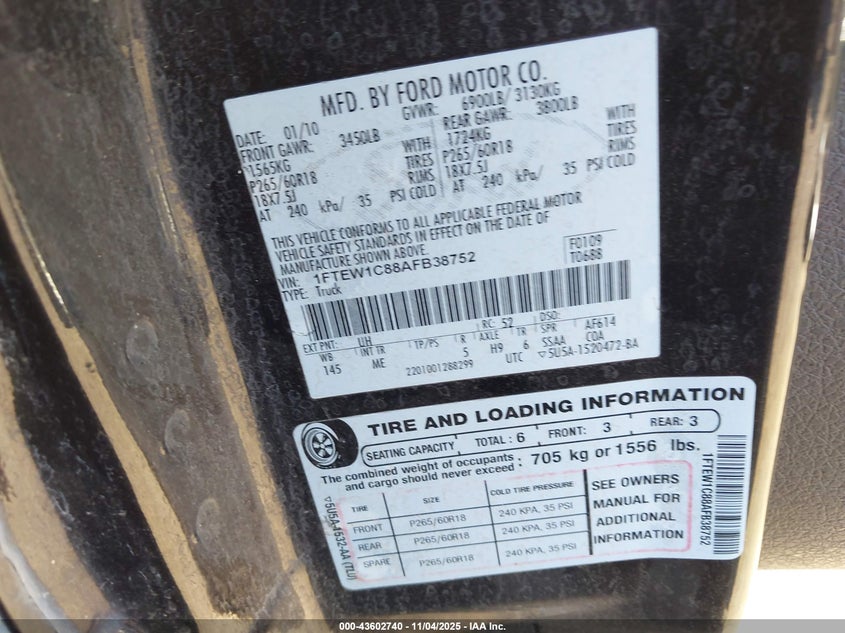 MFD. BY FORD MOTOR CO.
DATE: 01/10 GVWR: 6900LB/ 3130KG
FRONT GAWR: 3450LB REAR GAWR: 3800LB
1565KG WITH 1724KG WITH
P265/60R18 TIRES P265/60R18 TIRES
18X7.5J RIMS 18X7.5J RIMS
AT 240 kPa/ 35 PSI COLD AT 240 kPa/ 35 PSI COLD
THIS VEHICLE CONFORMS TO ALL APPLICABLE FEDERAL MOTOR
VEHICLE SAFETY STANDARDS IN EFFECT ON THE DATE OF
MANUFACTURE SHOWN ABOVE.
VIN: 1FTEW1C88AFB38752 F0109
TYPE: Truck T0688
EXT PNT: UH RC: 52 DSO:
WB INT TR TP/PS R AXLE TR SPR AF614
145 ME 5 H9 6 SSAA COA
2201001288299 UTC ▽5U5A-1520472-BA
TIRE AND LOADING INFORMATION
SEATING CAPACITY TOTAL: 6 FRONT: 3 REAR: 3
The combined weight of occupants and cargo should never exceed : 705 kg or 1556 lbs.
TIRE SIZE COLD TIRE PRESSURE
FRONT P265/60R18 240 KPA, 35 PSI
REAR P265/60R18 240 KPA, 35 PSI
SPARE P265/60R18 240 KPA, 35 PSI
SEE OWNERS
MANUAL FOR
ADDITIONAL
INFORMATION
▽5U5A-1532-AA (TLU)
1FTEW1C88AFB38752
000-43602740 - 11/04/2025 - IAA Inc.